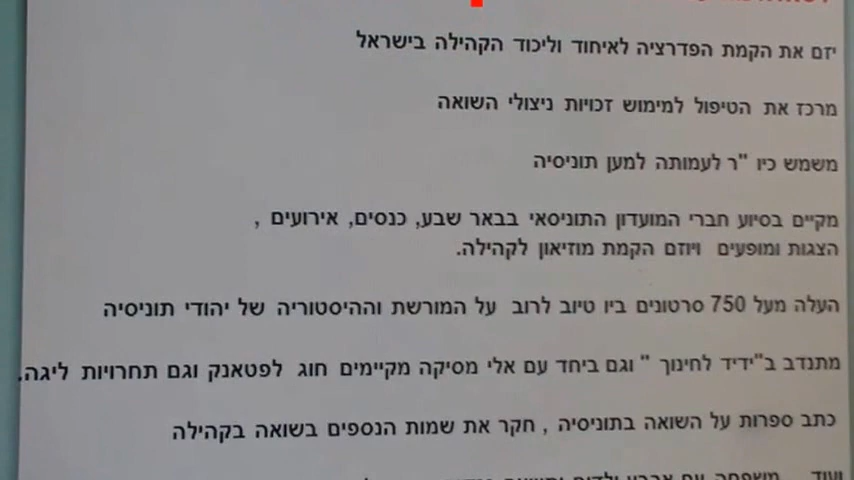 יזם את הקמת הפדרציה לאיחוד וליכוד הקהילה בישראל
מרכז את הטיפול למימוש זכויות ניצולי השואה
משמש כיו "ר לעמותה למען תוניסיה
מקיים בסיוע חברי המועדון התוניסאי בבאר שבע, כנסים, אירועים ,
הצגות ומופעים ויוזם הקמת מוזיאון לקהילה.
העלה מעל 750 סרטונים ביו טיוב לרוב על המורשת וההיסטוריה של יהודי תוניסיה
מתנדב ב"ידיד לחינוך " וגם ביחד עם אלי מסיקה מקיימים חוג לפטאנק וגם תחרויות ליגה.
כתב ספרות על השואה בתוניסיה , חקר את שמות הנספים בשואה בקהילה